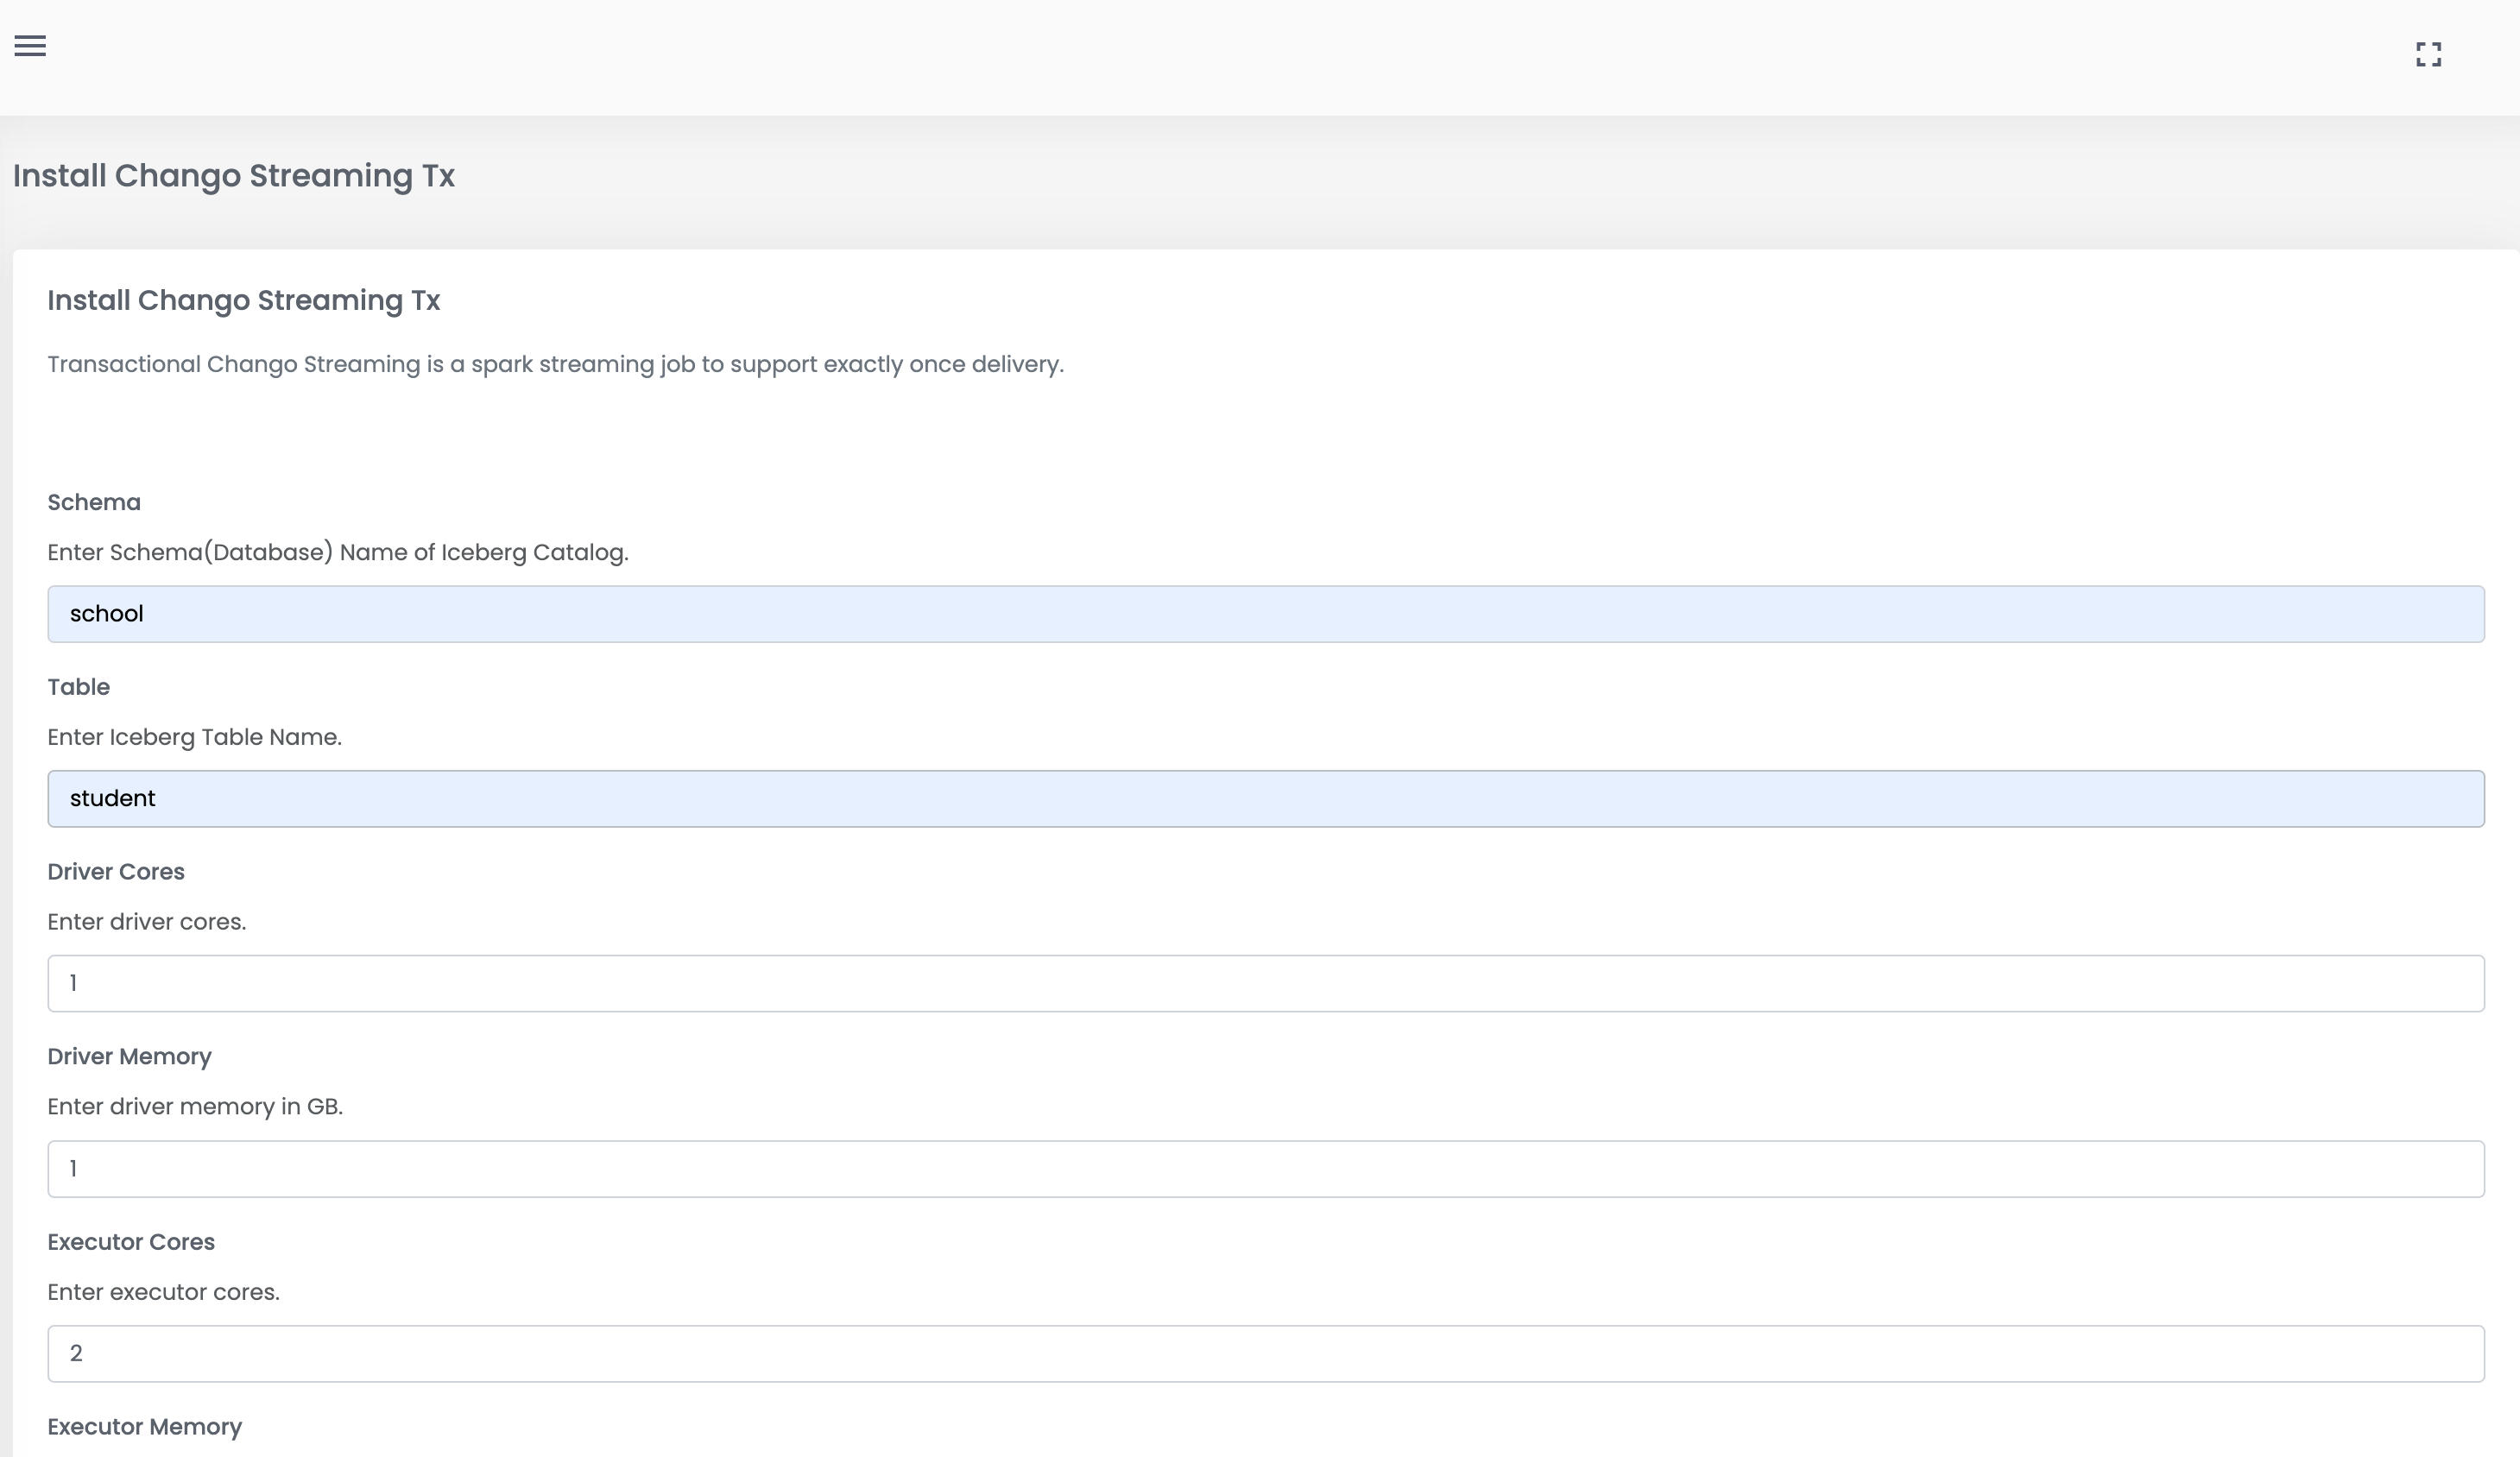 Install Chango Streaming Tx
Install Chango Streaming Tx
Transactional Chango Streaming is a spark streaming job to support exactly once delivery.
Schema
Enter Schema(Database) Name of Iceberg Catalog.
school
Table
Enter Iceberg Table Name.
student
Driver Cores
Enter driver cores.
1
Driver Memory
Enter driver memory in GB.
1
Executor Cores
Enter executor cores.
2
Executor Memory